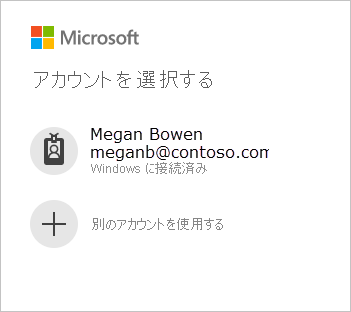 Microsoft
アカウントを選択する
Megan Bowen
meganb@contoso.com
Windows に接続済み
別のアカウントを使用する